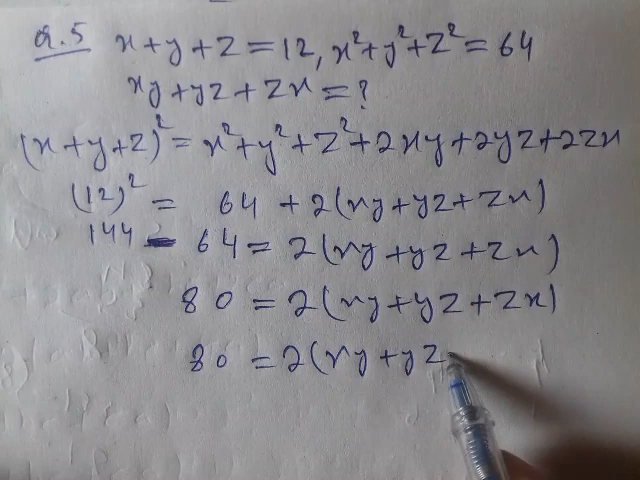 Q.5 x+y+z=12, x²+y²+z²=64
xy+yz+zx=?
(x+y+z)²=x²+y²+z²+2xy+2yz+2zx
(12)² = 64 +2(xy+yz+zx)
144 - 64 = 2(xy+yz+zx)
80 = 2(xy+yz+zx)
80 = 2(xy+yz